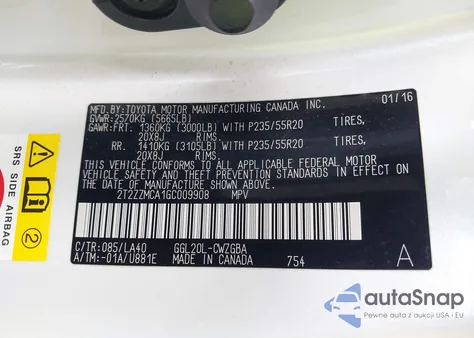 MFD.BY:TOYOTA MOTOR MANUFACTURING CANADA INC. 01/16
GVWR:2570KG (5665LB)
GAWR:FRT. 1360KG (3000LB) WITH P235/55R20 TIRES,
20X8J RIMS.
RR. 1410KG (3105LB) WITH P235/55R20 TIRES,
20X8J RIMS.
THIS VEHICLE CONFORMS TO ALL APPLICABLE FEDERAL MOTOR
VEHICLE SAFETY AND THEFT PREVENTION STANDARDS IN EFFECT
ON THE DATE OF MANUFACTURE SHOWN ABOVE.
2T2ZZMCA1GC009908 MPV
C/TR:085/LA40 GGL20L-CWZGBA A
A/TM:-01A/U881E MADE IN CANADA 754
SRS SIDE AIRBAG
2
autoSnap
Pewne auta z aukcji USA - EU